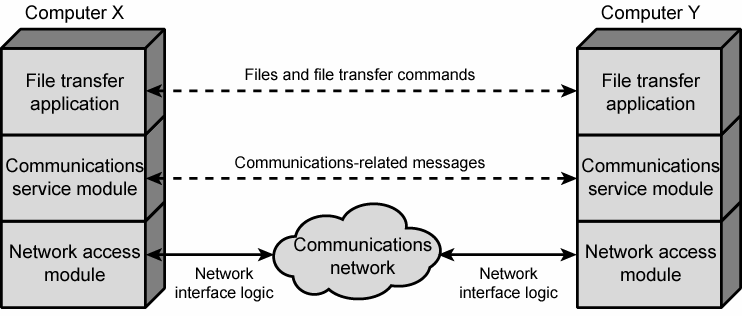 Computer X
Computer Y
File transfer
application
Files and file transfer commands
File transfer
application
Communications
service module
Communications-related messages
Communications
service module
Network access
module
Network
interface logic
Communications
network
Network
interface logic
Network access
module